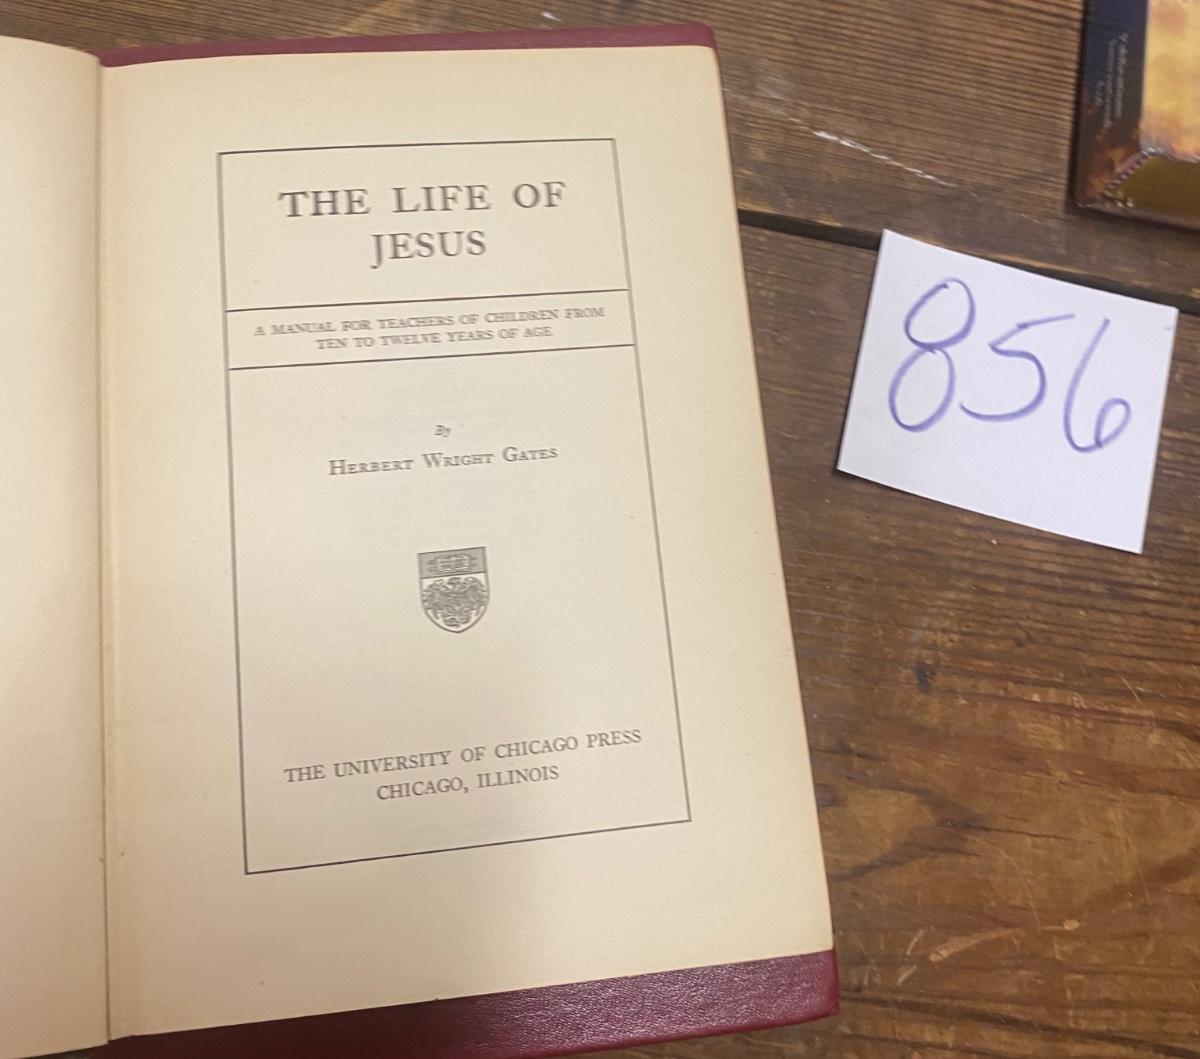 THE LIFE OF
JESUS
A MANUAL FOR TEACHERS OF CHILDREN FROM
TEN TO TWELVE YEARS OF AGE
By
HERBERT WRIGHT GATES
THE UNIVERSITY OF CHICAGO PRESS
CHICAGO, ILLINOIS
856